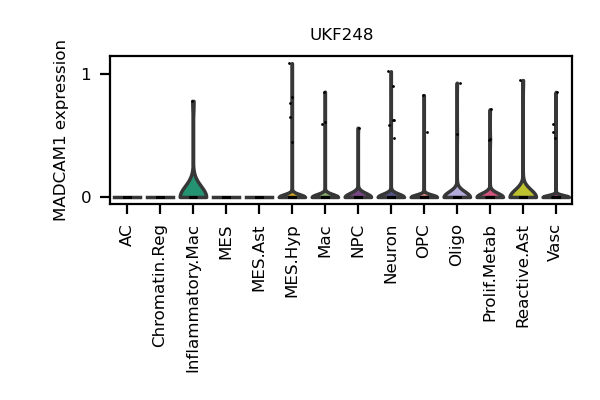 UKF248
MADCAM1 expression
1
0
AC
Chromatin.Reg
Inflammatory.Mac
MES
MES.Ast
MES.Hyp
Mac
NPC
Neuron
OPC
Oligo
Prolif.Metab
Reactive.Ast
Vasc